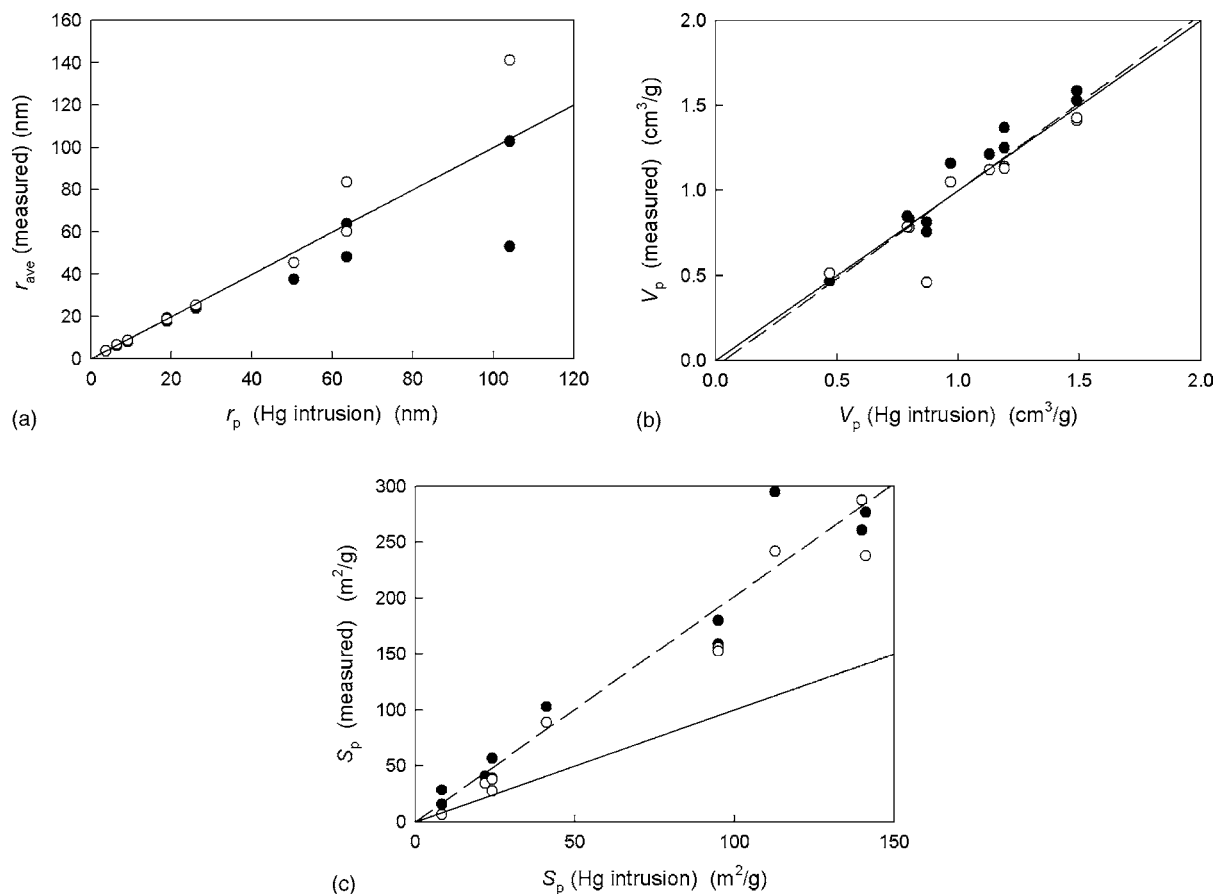 160
140
120
100
80
60
40
20
0
r_ave (measured) (nm)
0 20 40 60 80 100 120
r_p (Hg intrusion) (nm)
(a)
2.0
1.5
1.0
0.5
0.0
V_p (measured) (cm³/g)
0.0 0.5 1.0 1.5 2.0
V_p (Hg intrusion) (cm³/g)
(b)
300
250
200
150
100
50
0
S_p (measured) (m²/g)
0 50 100 150
S_p (Hg intrusion) (m²/g)
(c)